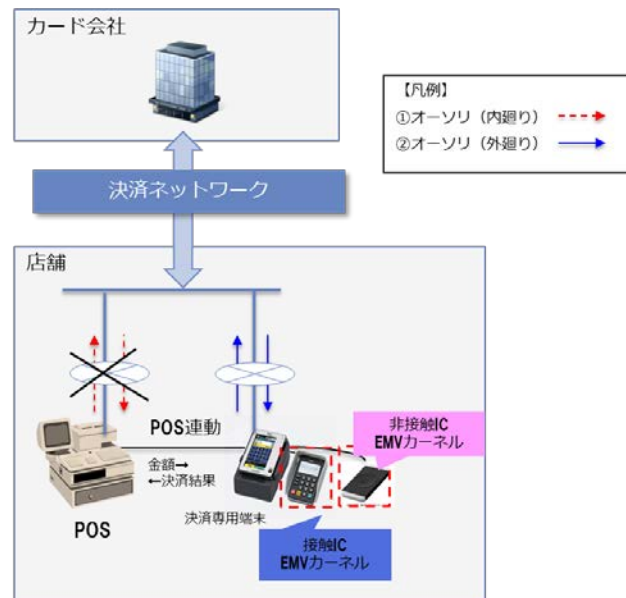 カード会社
【凡例】
①オーソリ（内廻り）
②オーソリ（外廻り）
決済ネットワーク
店舗
POS連動
非接触IC
EMVカーネル
金額→
←決済結果
POS
決済専用端末
接触IC
EMVカーネル